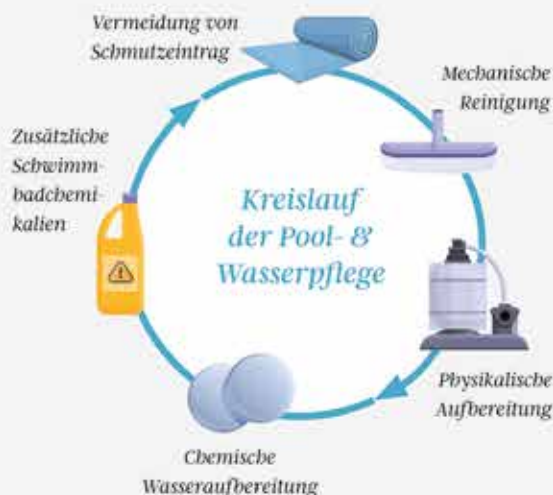 Vermeidung von
Schmutzeintrag
Mechanische
Reinigung
Zusätzliche
Schwimm-
badchemi-
kalien
Kreislauf
der Pool- &
Wasserpflege
Physikalische
Aufbereitung
Chemische
Wasseraufbereitung